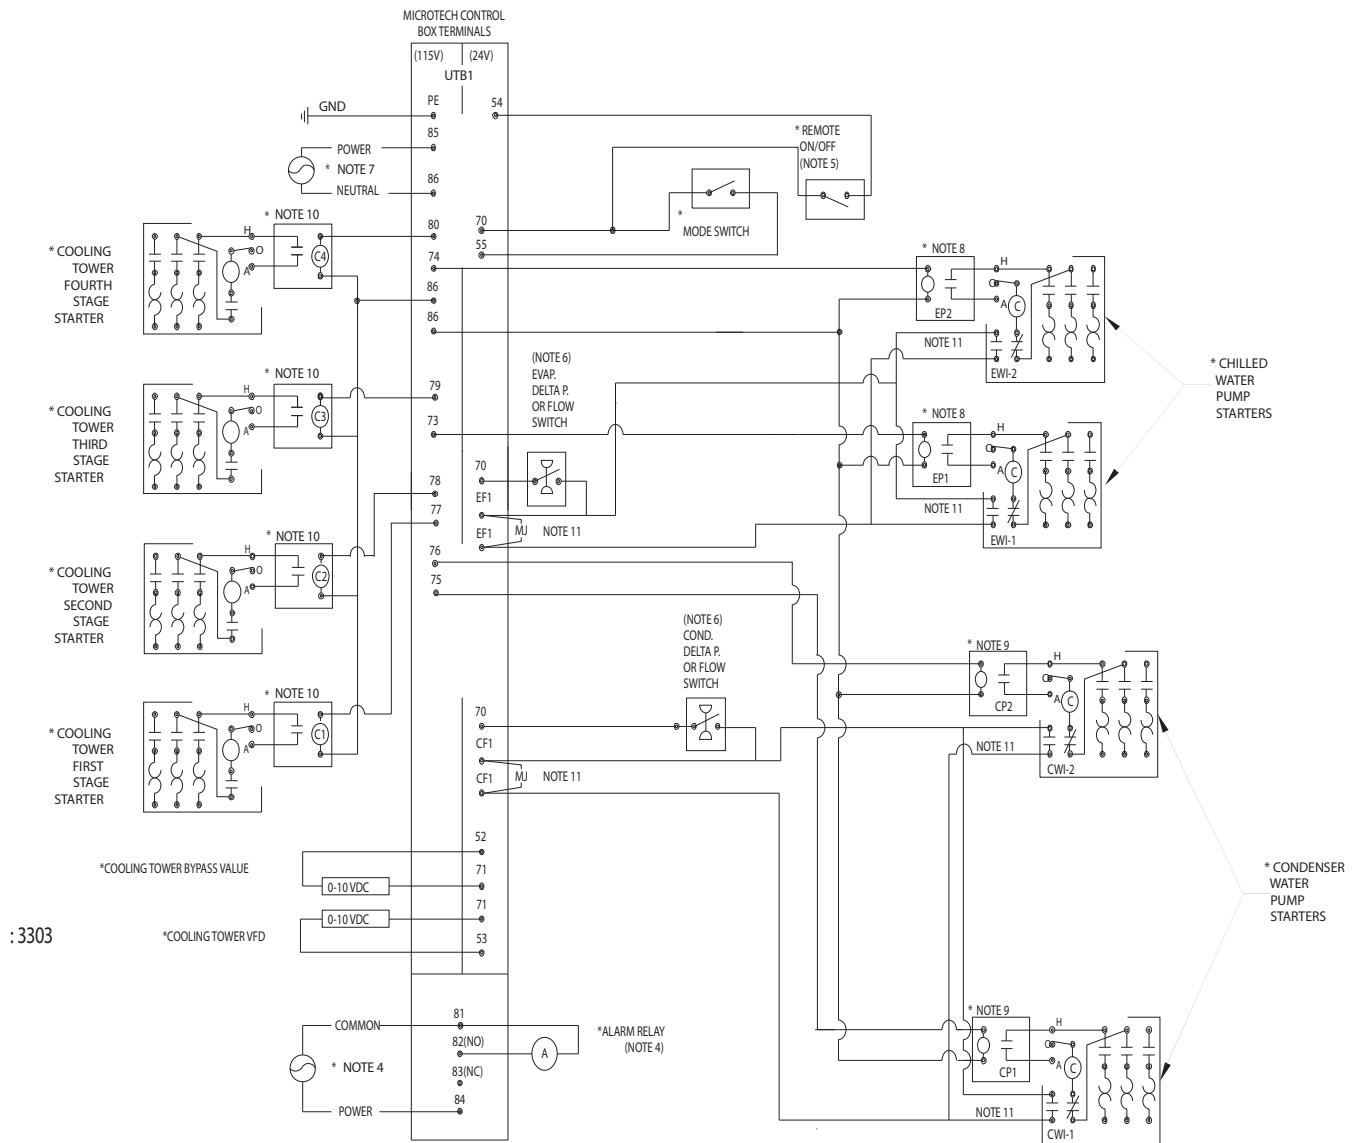 MICROTECH CONTROL
BOX TERMINALS
(115V)
(24V)
UTB1
PE
54
GND
85
POWER
* NOTE 7
86
NEUTRAL
* REMOTE
ON/OFF
(NOTE 5)
*
MODE SWITCH
* COOLING
TOWER
FOURTH
STAGE
STARTER
H
O
A
* NOTE 10
C4
80
70
55
74
86
86
* NOTE 8
EP2
H
O
A
C
NOTE 11
EWI-2
* CHILLED
WATER
PUMP
STARTERS
* COOLING
TOWER
THIRD
STAGE
STARTER
H
O
A
* NOTE 10
C3
79
73
(NOTE 6)
EVAP.
DELTA P.
OR FLOW
SWITCH
* NOTE 8
EP1
H
O
A
C
NOTE 11
EWI-1
70
78
EF1
77
EF1
MJ
NOTE 11
76
75
* COOLING
TOWER
SECOND
STAGE
STARTER
H
O
A
* NOTE 10
C2
(NOTE 6)
COND.
DELTA P.
OR FLOW
SWITCH
* NOTE 9
CP2
H
O
A
C
NOTE 11
CWI-2
* COOLING
TOWER
FIRST
STAGE
STARTER
H
O
A
* NOTE 10
C1
70
CF1
CF1
MJ
NOTE 11
52
*COOLING TOWER BYPASS VALUE
0-10 VDC
71
71
0-10 VDC
*COOLING TOWER VFD
53
: 3303
* CONDENSER
WATER
PUMP
STARTERS
COMMON
81
82(NO)
A
*ALARM RELAY
(NOTE 4)
* NOTE 4
83(NC)
84
POWER
* NOTE 9
CP1
H
O
A
C
NOTE 11
CWI-1